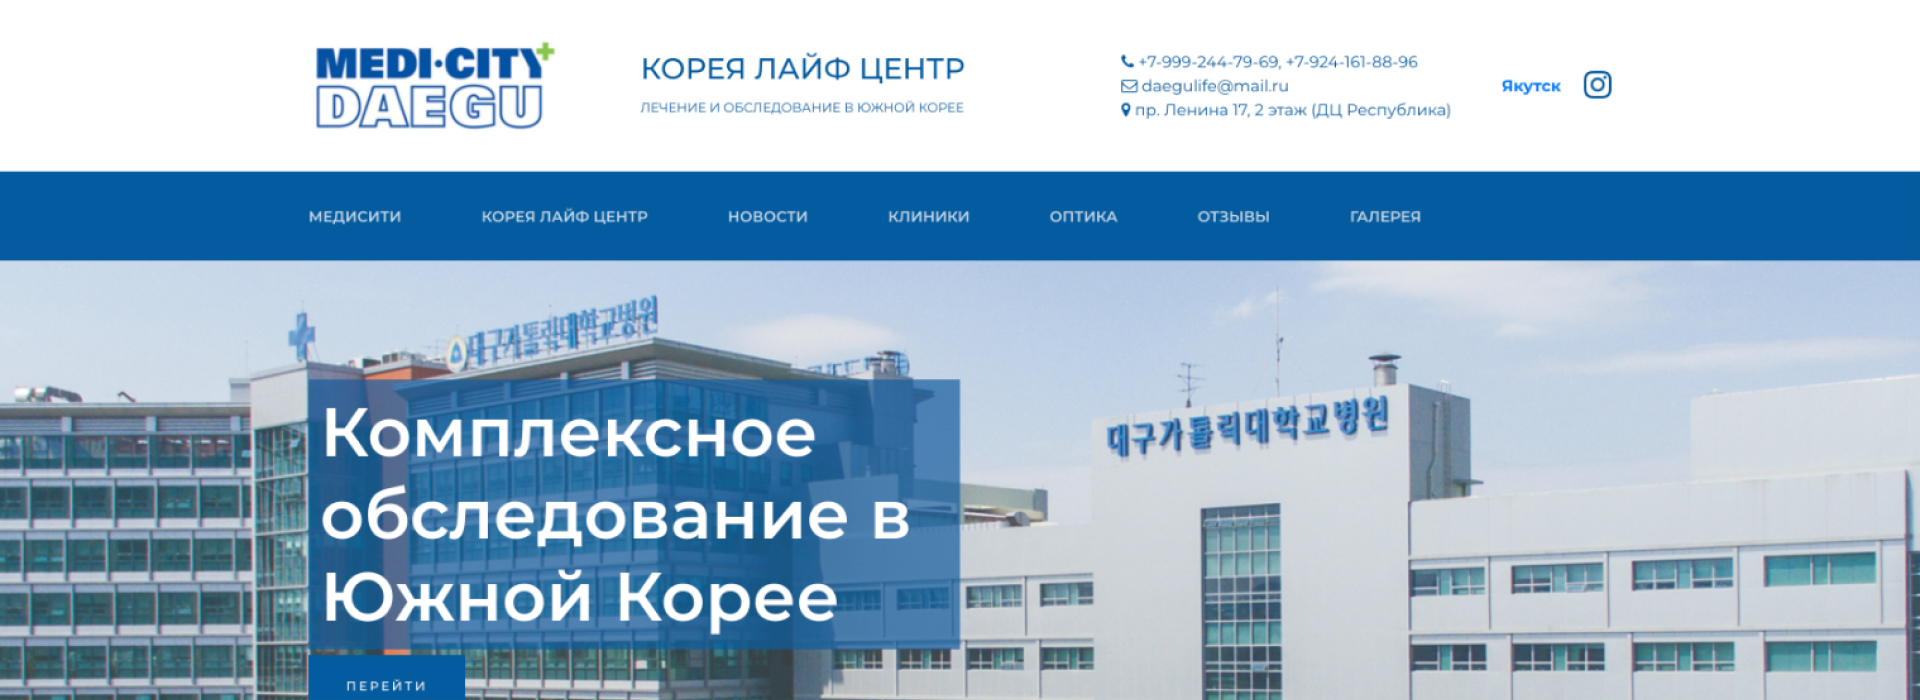 MEDI·CITY
DAEGU
КОРЕЯ ЛАЙФ ЦЕНТР
ЛЕЧЕНИЕ И ОБСЛЕДОВАНИЕ В ЮЖНОЙ КОРЕЕ
+7-999-244-79-69, +7-924-161-88-96
daegulife@mail.ru
пр. Ленина 17, 2 этаж (ДЦ Республика)
Якутск
МЕДИСИТИ КОРЕЯ ЛАЙФ ЦЕНТР НОВОСТИ КЛИНИКИ ОПТИКА ОТЗЫВЫ ГАЛЕРЕЯ
대구가톨릭대학교병원
대구가톨릭대학교병원
Комплексное
обследование в
Южной Корее
ПЕРЕЙТИ